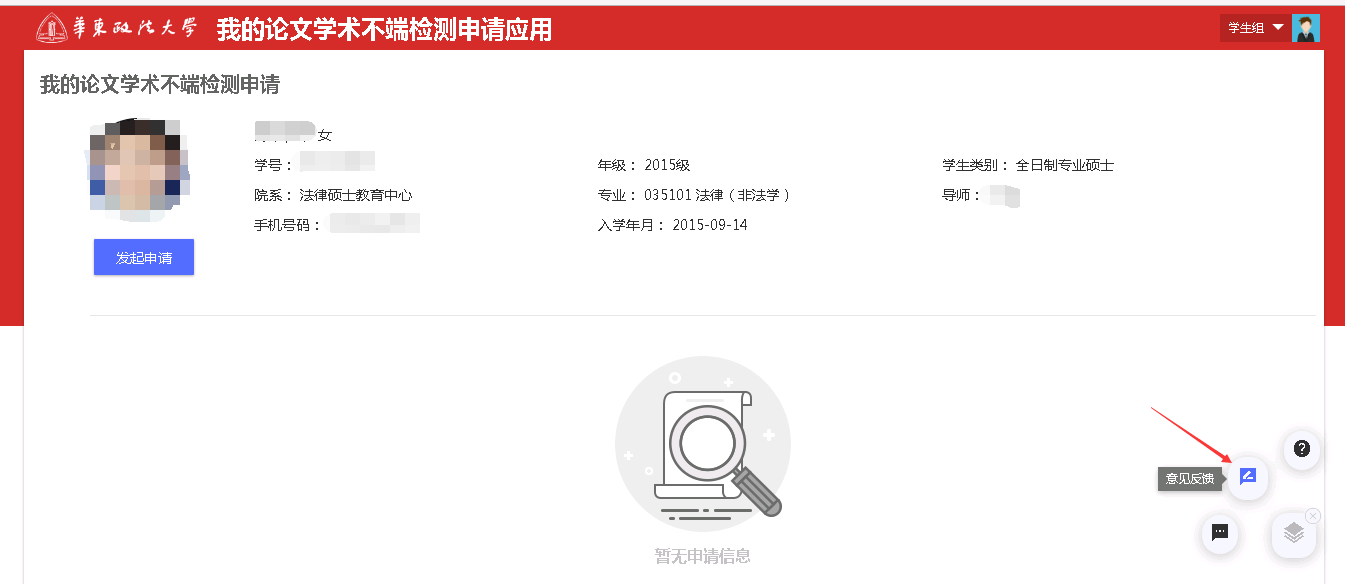 華東政法大学 我的论文学术不端检测申请应用 学生组
我的论文学术不端检测申请
女
学号： 年级： 2015级 学生类别： 全日制专业硕士
院系： 法律硕士教育中心 专业： 035101 法律（非法学） 导师：
手机号码： 入学年月： 2015-09-14
发起申请
?
意见反馈
暂无申请信息